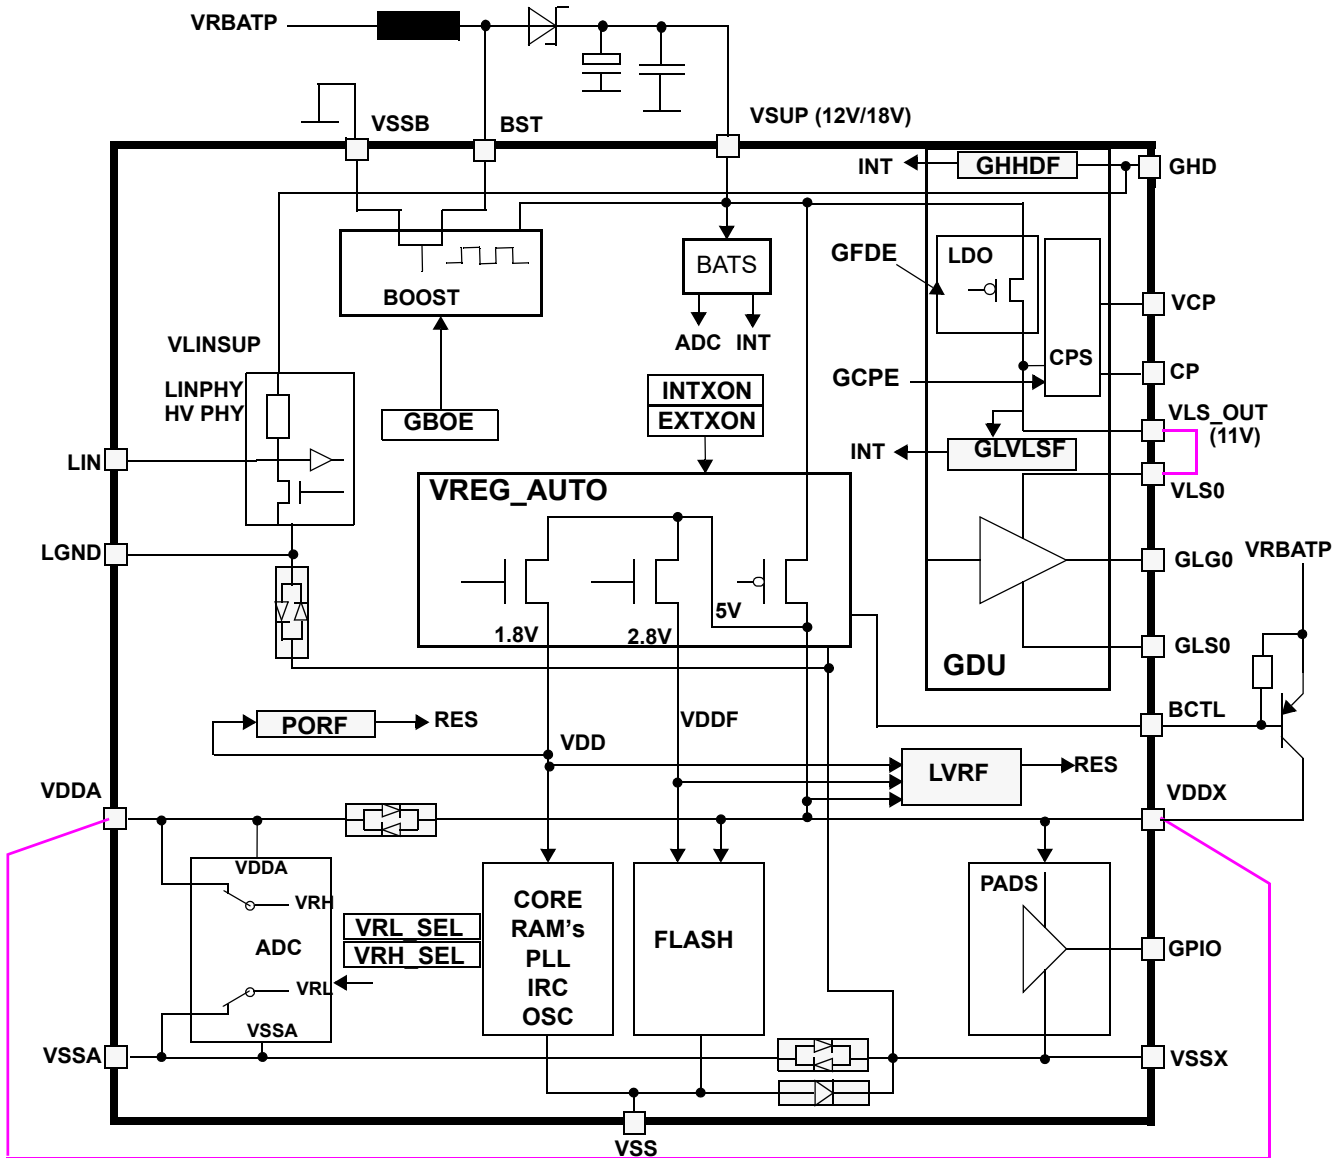 VRBATP
VSSB
BST
VSUP (12V/18V)
INT
GHHDF
GHD
BOOST
BATS
GFDE
LDO
ADC
INT
VCP
VLINSUP
LINPHY
HV PHY
GBOE
INTXON
EXTXON
GCPE
CPS
CP
VLS_OUT
(11V)
LIN
INT
GLVLSF
VREG_AUTO
VLS0
LGND
VRBATP
GLG0
1.8V
2.8V
5V
GLS0
GDU
PORF
RES
VDDF
VDD
BCTL
LVRF
RES
VDDA
VDDX
VDDA
VRH
ADC
VRL
VSSA
VRL_SEL
VRH_SEL
CORE
RAM's
PLL
IRC
OSC
FLASH
PADS
GPIO
VSSA
VSSX
VSS